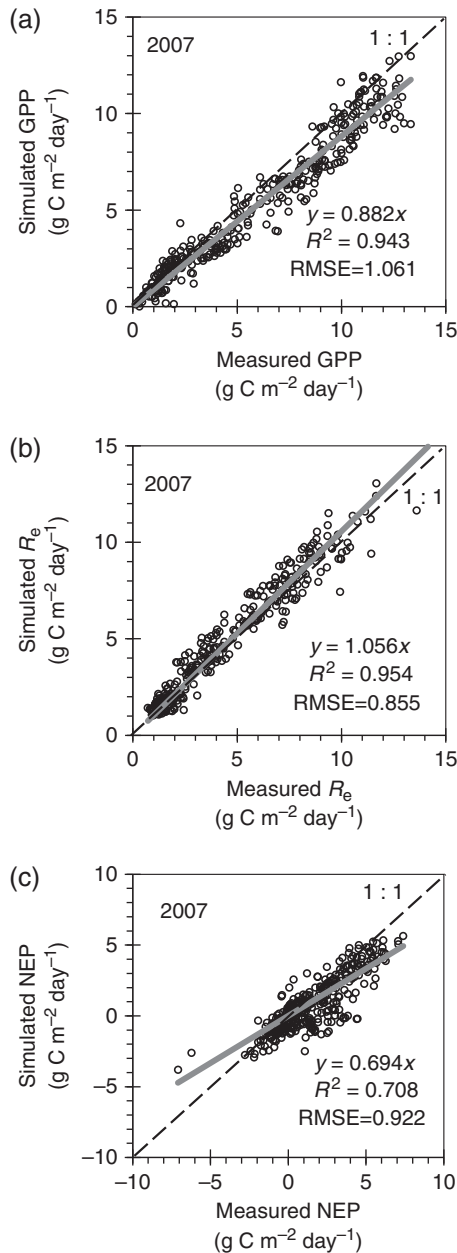 (a)
15
2007
1 : 1
10
5
0
Simulated GPP
(g C m⁻² day⁻¹)
y = 0.882x
R² = 0.943
RMSE=1.061
0 5 10 15
Measured GPP
(g C m⁻² day⁻¹)
(b)
15
2007
1 : 1
10
5
0
Simulated Rₑ
(g C m⁻² day⁻¹)
y = 1.056x
R² = 0.954
RMSE=0.855
0 5 10 15
Measured Rₑ
(g C m⁻² day⁻¹)
(c)
10
2007
1 : 1
5
0
−5
−10
Simulated NEP
(g C m⁻² day⁻¹)
y = 0.694x
R² = 0.708
RMSE=0.922
−10 −5 0 5 10
Measured NEP
(g C m⁻² day⁻¹)